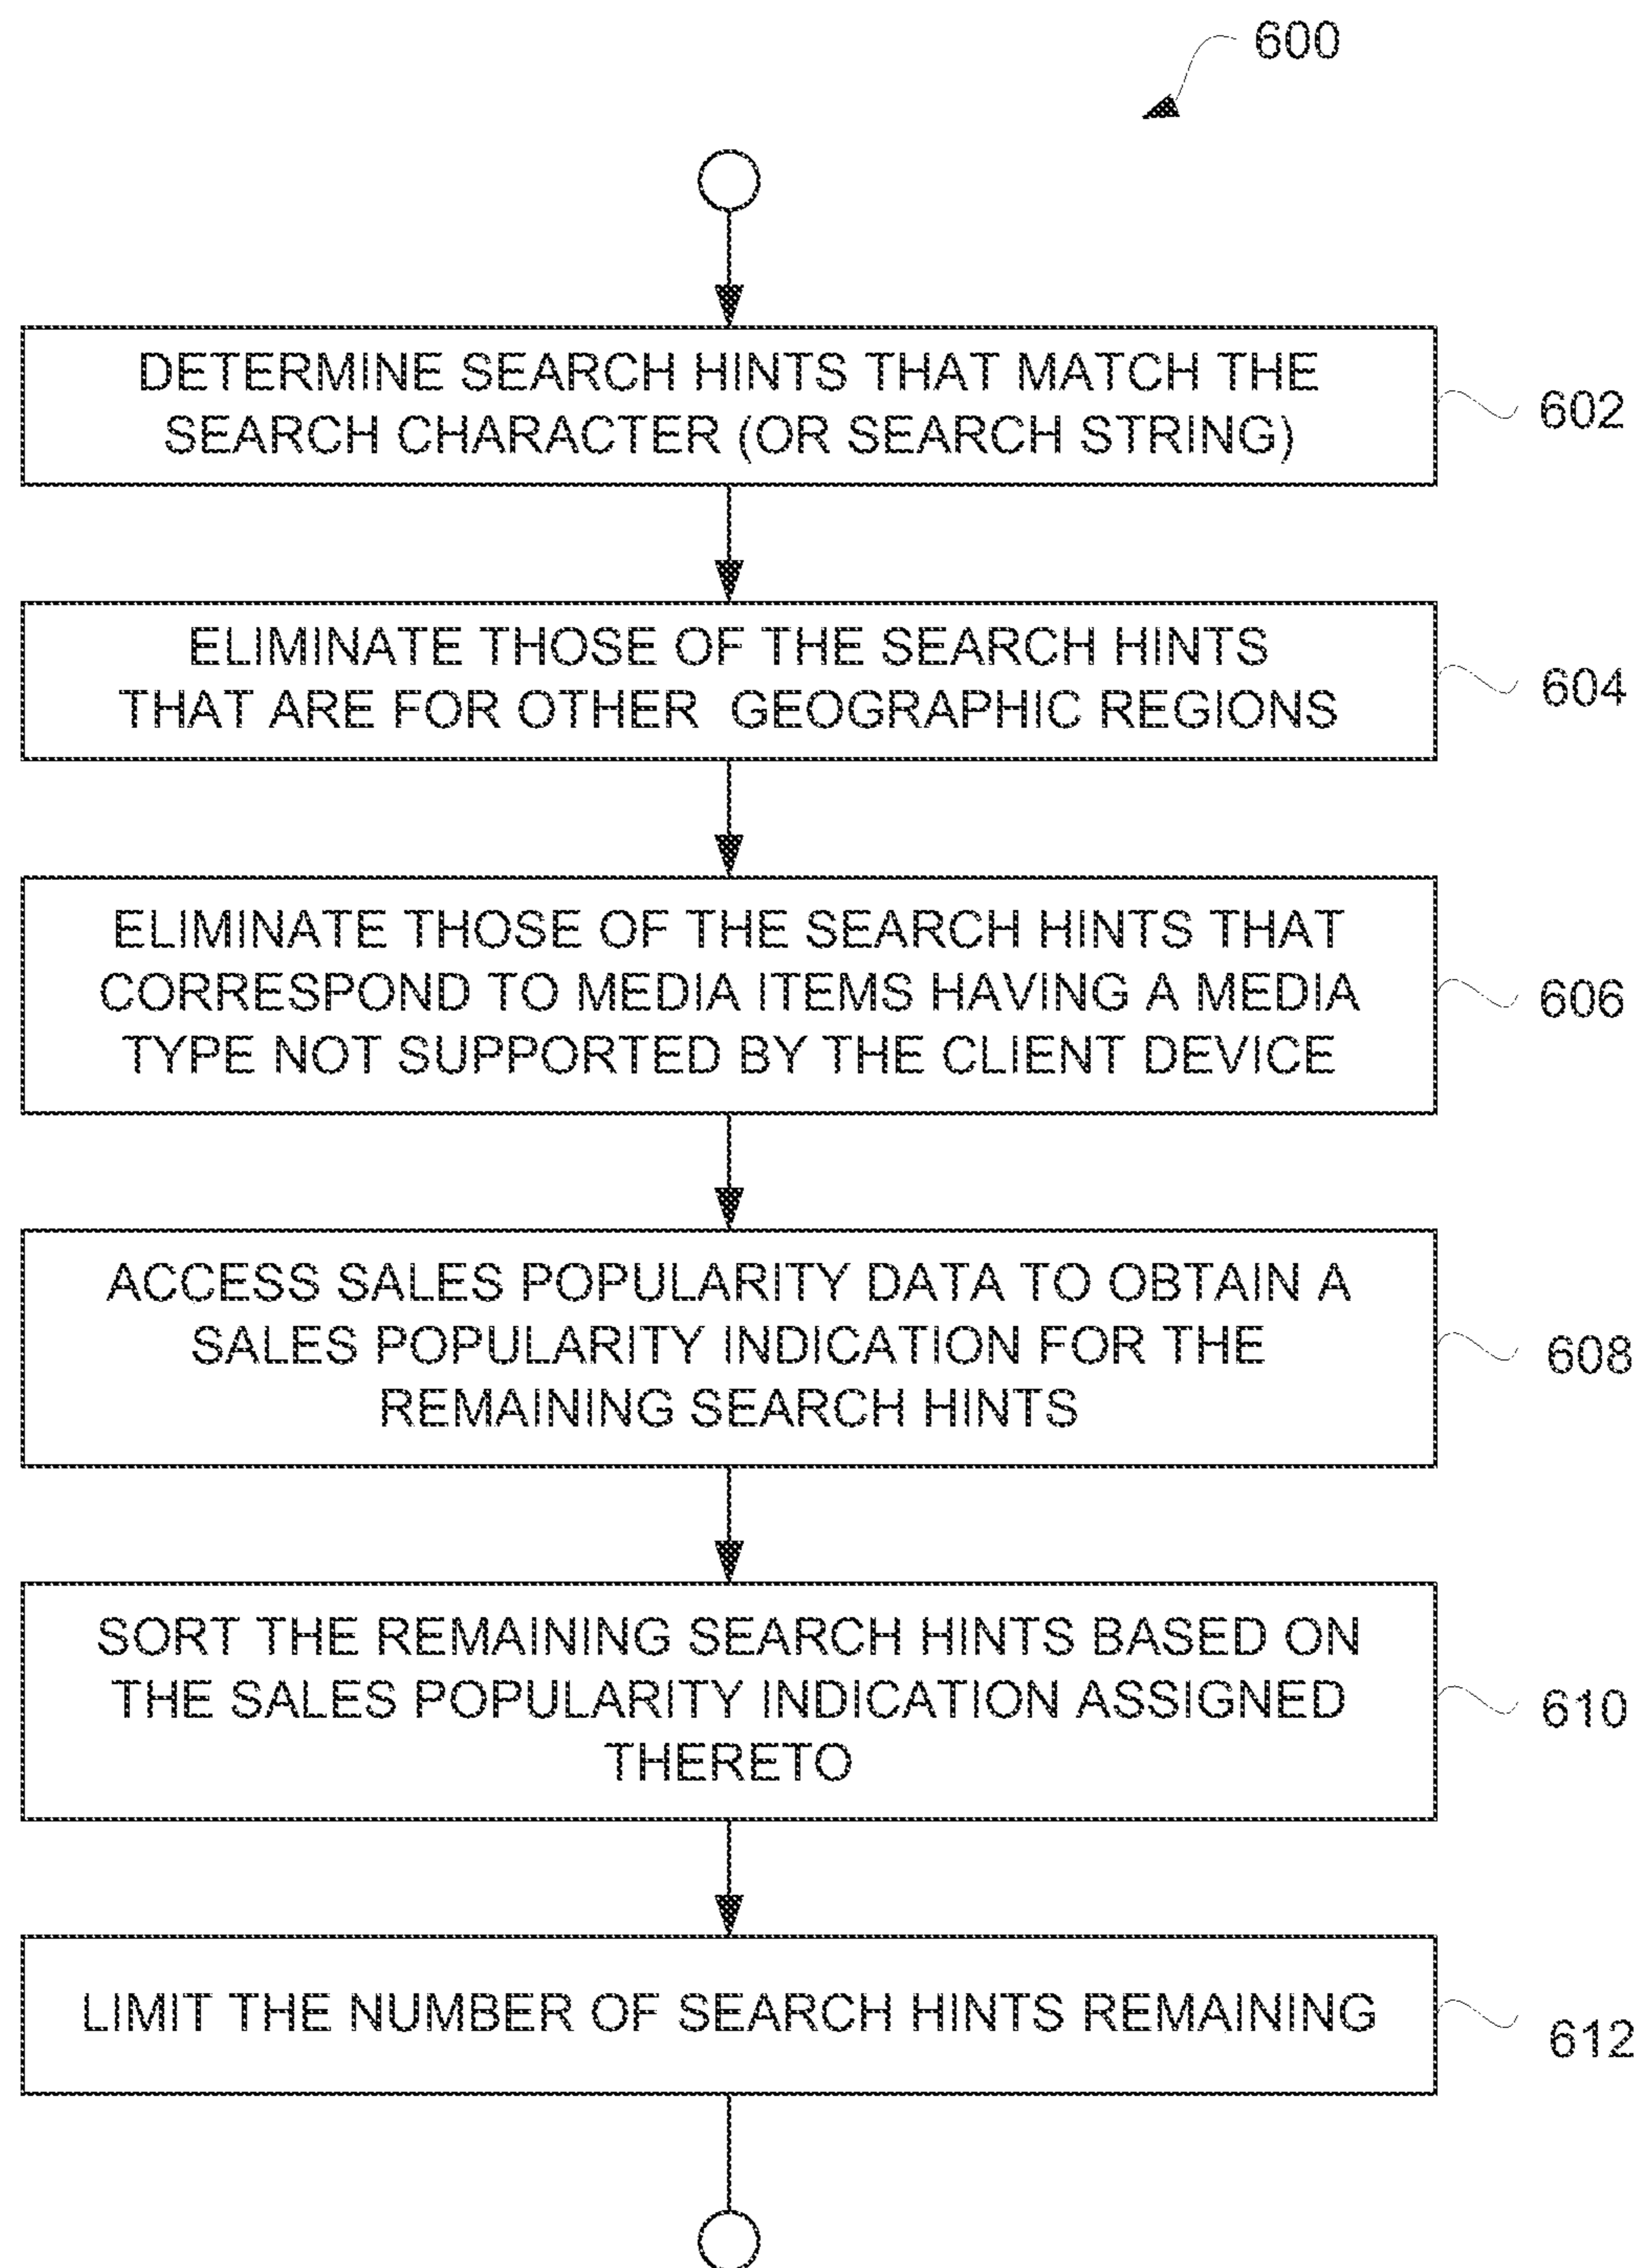 600
DETERMINE SEARCH HINTS THAT MATCH THE
SEARCH CHARACTER (OR SEARCH STRING)
602
ELIMINATE THOSE OF THE SEARCH HINTS
THAT ARE FOR OTHER GEOGRAPHIC REGIONS
604
ELIMINATE THOSE OF THE SEARCH HINTS THAT
CORRESPOND TO MEDIA ITEMS HAVING A MEDIA
TYPE NOT SUPPORTED BY THE CLIENT DEVICE
606
ACCESS SALES POPULARITY DATA TO OBTAIN A
SALES POPULARITY INDICATION FOR THE
REMAINING SEARCH HINTS
608
SORT THE REMAINING SEARCH HINTS BASED ON
THE SALES POPULARITY INDICATION ASSIGNED
THERETO
610
LIMIT THE NUMBER OF SEARCH HINTS REMAINING
612